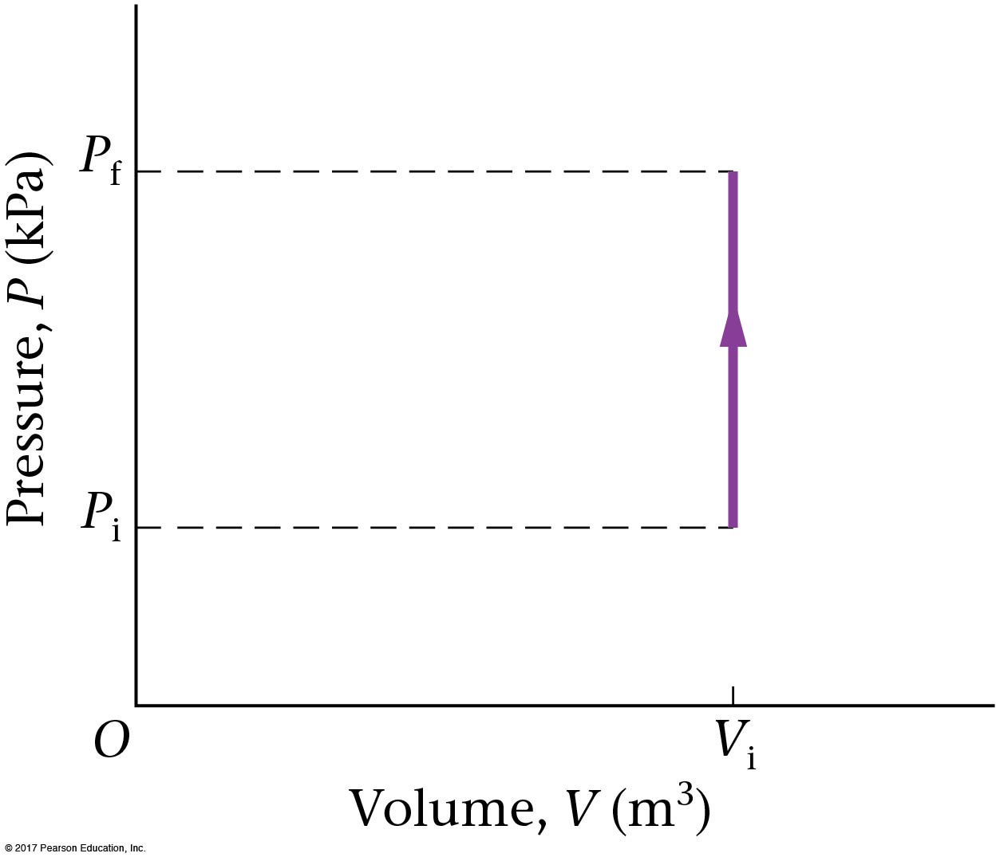 Pressure, P (kPa)
Pf
Pi
O
Vi
Volume, V (m³)
© 2017 Pearson Education, Inc.